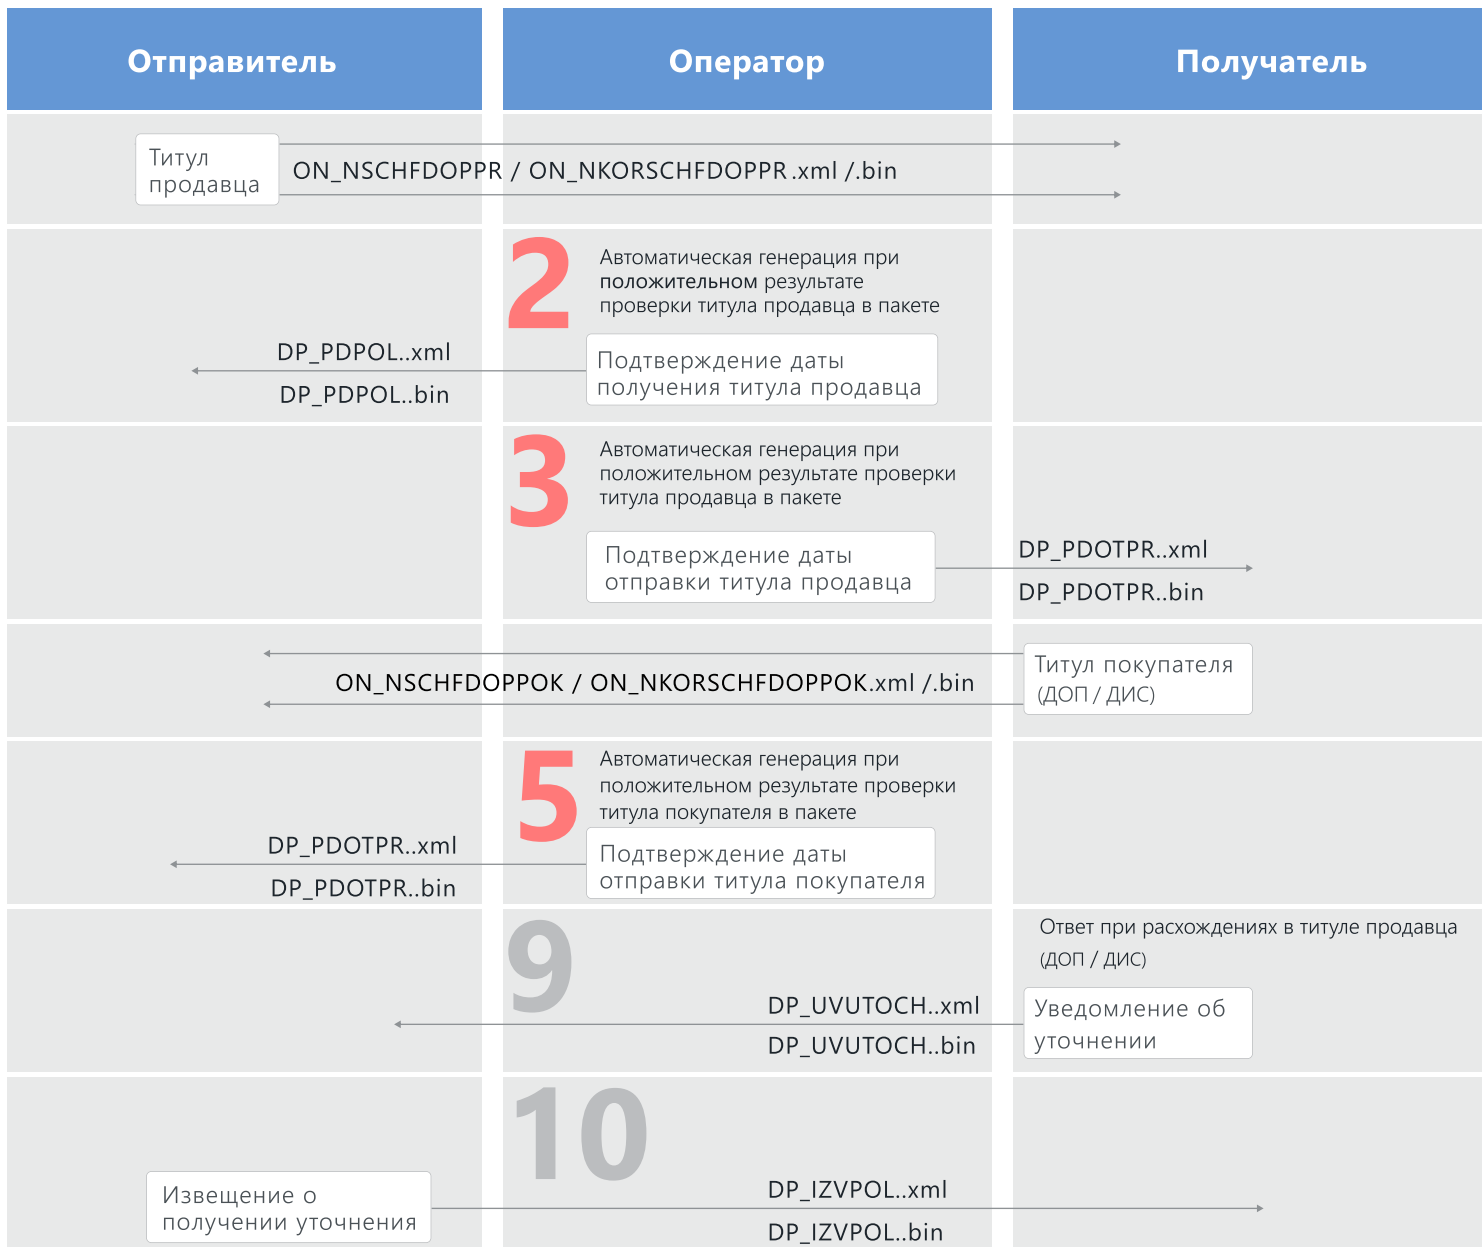 Отправитель
Оператор
Получатель
Титул
продавца
ON_NSCHFDOPPR / ON_NKORSCHFDOPPR.xml /.bin
2
Автоматическая генерация при
положительном результате
проверки титула продавца в пакете
DP_PDPOL..xml
DP_PDPOL..bin
Подтверждение даты
получения титула продавца
3
Автоматическая генерация при
положительном результате проверки
титула продавца в пакете
Подтверждение даты
отправки титула продавца
DP_PDOTPR..xml
DP_PDOTPR..bin
ON_NSCHFDOPPOK / ON_NKORSCHFDOPPOK.xml /.bin
Титул покупателя
(ДОП / ДИС)
5
Автоматическая генерация при
положительном результате проверки
титула покупателя в пакете
DP_PDOTPR..xml
DP_PDOTPR..bin
Подтверждение даты
отправки титула покупателя
9
Ответ при расхождениях в титуле продавца
(ДОП / ДИС)
DP_UVUTOCH..xml
DP_UVUTOCH..bin
Уведомление об
уточнении
10
Извещение о
получении уточнения
DP_IZVPOL..xml
DP_IZVPOL..bin